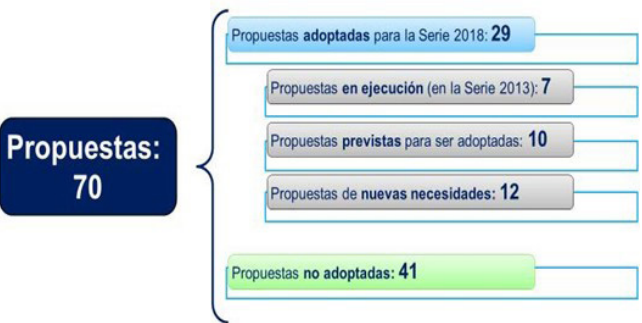 Propuestas:
70
Propuestas adoptadas para la Serie 2018: 29
Propuestas en ejecución (en la Serie 2013): 7
Propuestas previstas para ser adoptadas: 10
Propuestas de nuevas necesidades: 12
Propuestas no adoptadas: 41